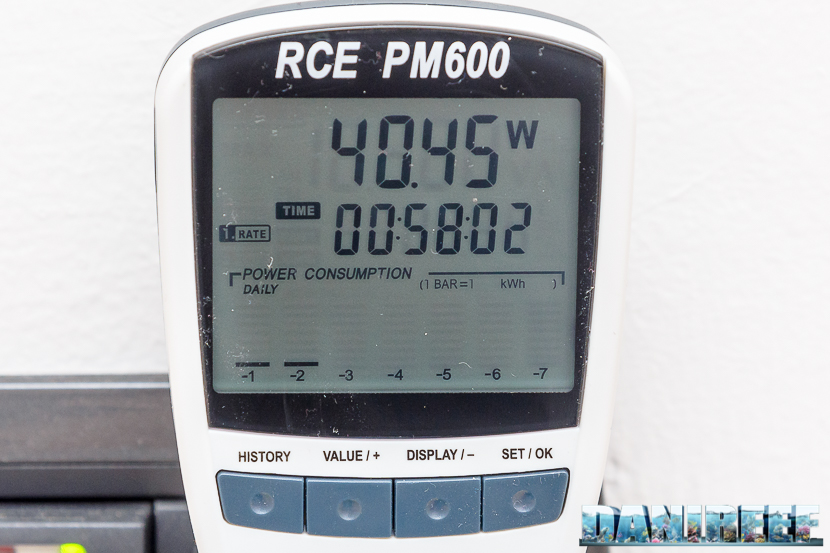 RCE PM600
40.45 W
TIME
1. RATE
00:58:02
POWER CONSUMPTION
DAILY
(1 BAR=1 kWh )
-1 -2 -3 -4 -5 -6 -7
HISTORY VALUE / + DISPLAY / – SET / OK
DANIREEF